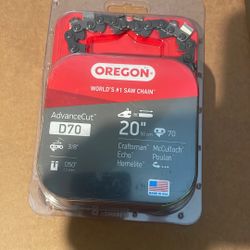 OREGON
WORLD'S #1 SAW CHAIN
AdvanceCut
D70
20"
70
3/8"
.050"
Craftsman
Echo
Homelite
McCulloch
Poulan